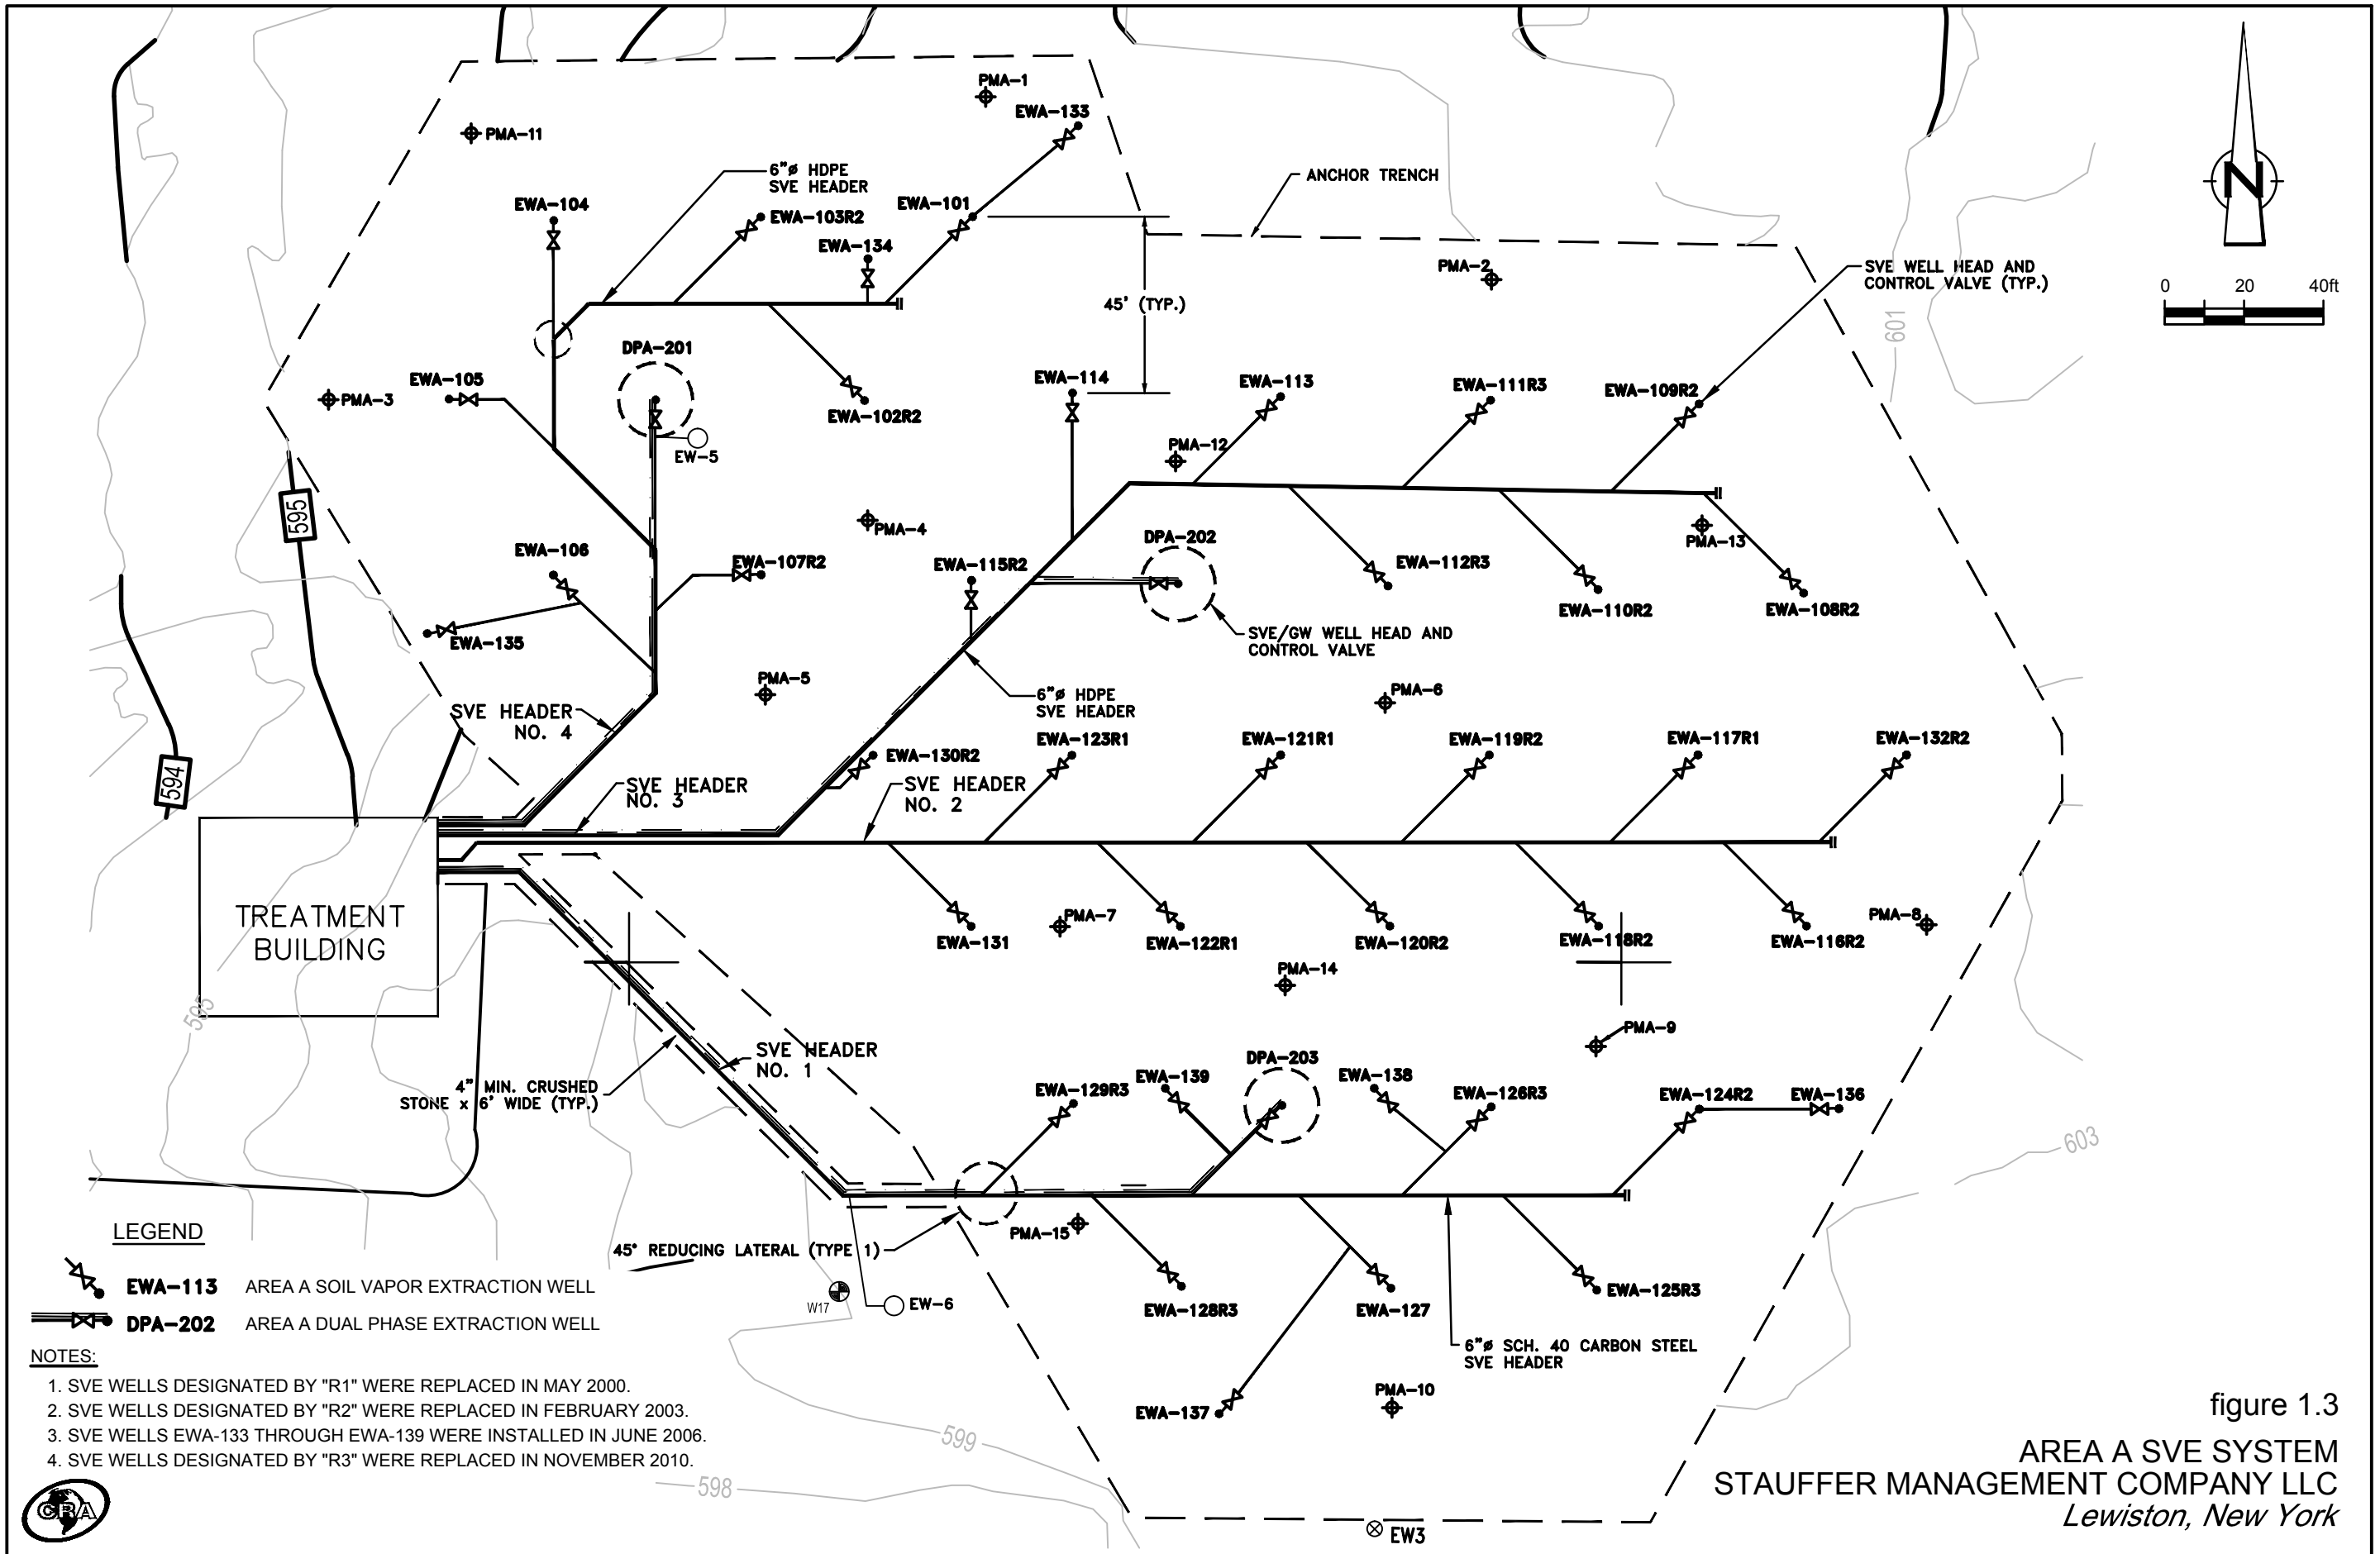 PMA-1
EWA-133
PMA-11
6"ø HDPE
SVE HEADER
ANCHOR TRENCH
N
EWA-104
EWA-103R2
EWA-101
EWA-134
PMA-2
SVE WELL HEAD AND
CONTROL VALVE (TYP.)
0 20 40ft
45' (TYP.)
601
DPA-201
EWA-105
PMA-3
EWA-102R2
EW-5
EWA-114
EWA-113
EWA-111R3
EWA-109R2
PMA-12
595
PMA-4
DPA-202
PMA-13
EWA-106
EWA-107R2
EWA-115R2
EWA-112R3
EWA-110R2
EWA-108R2
EWA-135
SVE/GW WELL HEAD AND
CONTROL VALVE
PMA-5
6"ø HDPE
SVE HEADER
PMA-6
SVE HEADER
NO. 4
594
SVE HEADER
NO. 3
EWA-130R2
SVE HEADER
NO. 2
EWA-123R1
EWA-121R1
EWA-119R2
EWA-117R1
EWA-132R2
TREATMENT
BUILDING
595
EWA-131
PMA-7
EWA-122R1
EWA-120R2
EWA-118R2
EWA-116R2
PMA-8
PMA-14
PMA-9
SVE HEADER
NO. 1
4" MIN. CRUSHED
STONE x 6' WIDE (TYP.)
EWA-129R3
EWA-139
DPA-203
EWA-138
EWA-126R3
EWA-124R2
EWA-136
603
PMA-15
45° REDUCING LATERAL (TYPE 1)
W17
EW-6
EWA-128R3
EWA-127
EWA-125R3
6"ø SCH. 40 CARBON STEEL
SVE HEADER
EWA-137
PMA-10
599
598
EW3
LEGEND
EWA-113 AREA A SOIL VAPOR EXTRACTION WELL
DPA-202 AREA A DUAL PHASE EXTRACTION WELL
NOTES:
1. SVE WELLS DESIGNATED BY "R1" WERE REPLACED IN MAY 2000.
2. SVE WELLS DESIGNATED BY "R2" WERE REPLACED IN FEBRUARY 2003.
3. SVE WELLS EWA-133 THROUGH EWA-139 WERE INSTALLED IN JUNE 2006.
4. SVE WELLS DESIGNATED BY "R3" WERE REPLACED IN NOVEMBER 2010.
CRA
figure 1.3
AREA A SVE SYSTEM
STAUFFER MANAGEMENT COMPANY LLC
Lewiston, New York